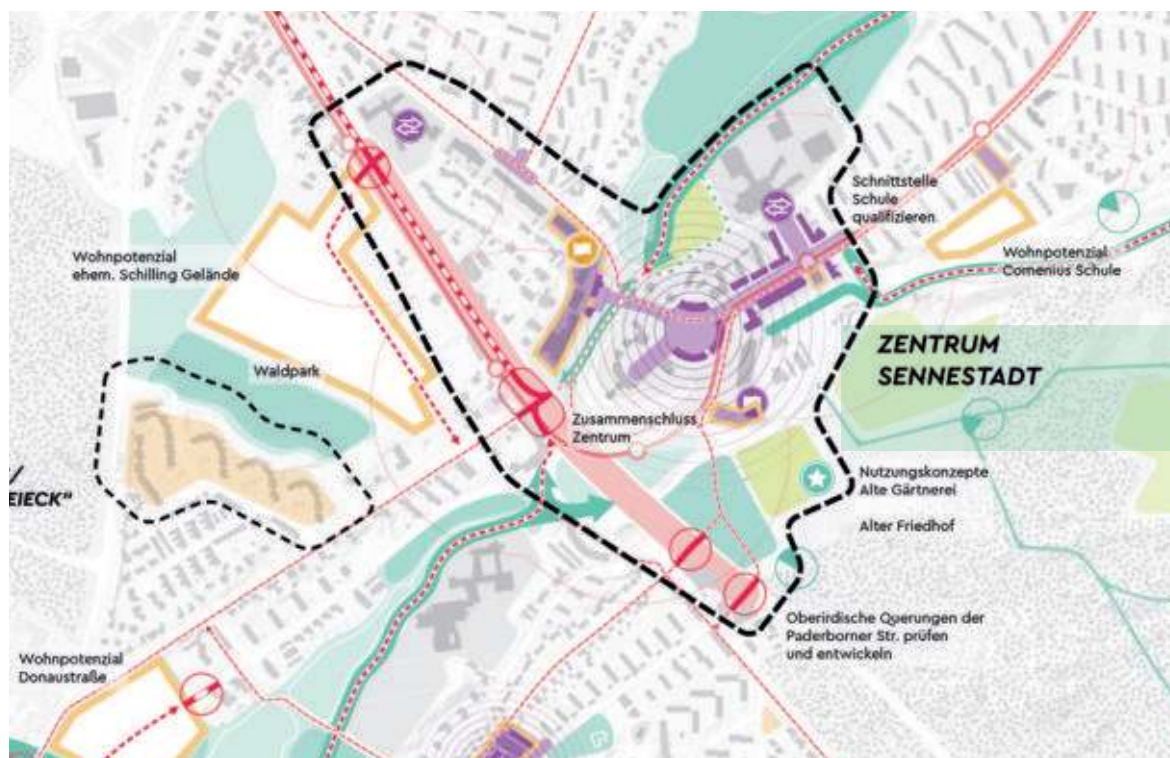 Schnittstelle
Schule
qualifizieren
Wohnpotenzial
ehem. Schilling Gelände
Wohnpotenzial
Comenius Schule
ZENTRUM
SENNESTADT
Waldpark
Zusammenschluss
Zentrum
EIECK"
Nutzungskonzepte
Alte Gärtnerei
Alter Friedhof
Oberirdische Querungen der
Paderborner Str. prüfen
und entwickeln
Wohnpotenzial
Donaustraße